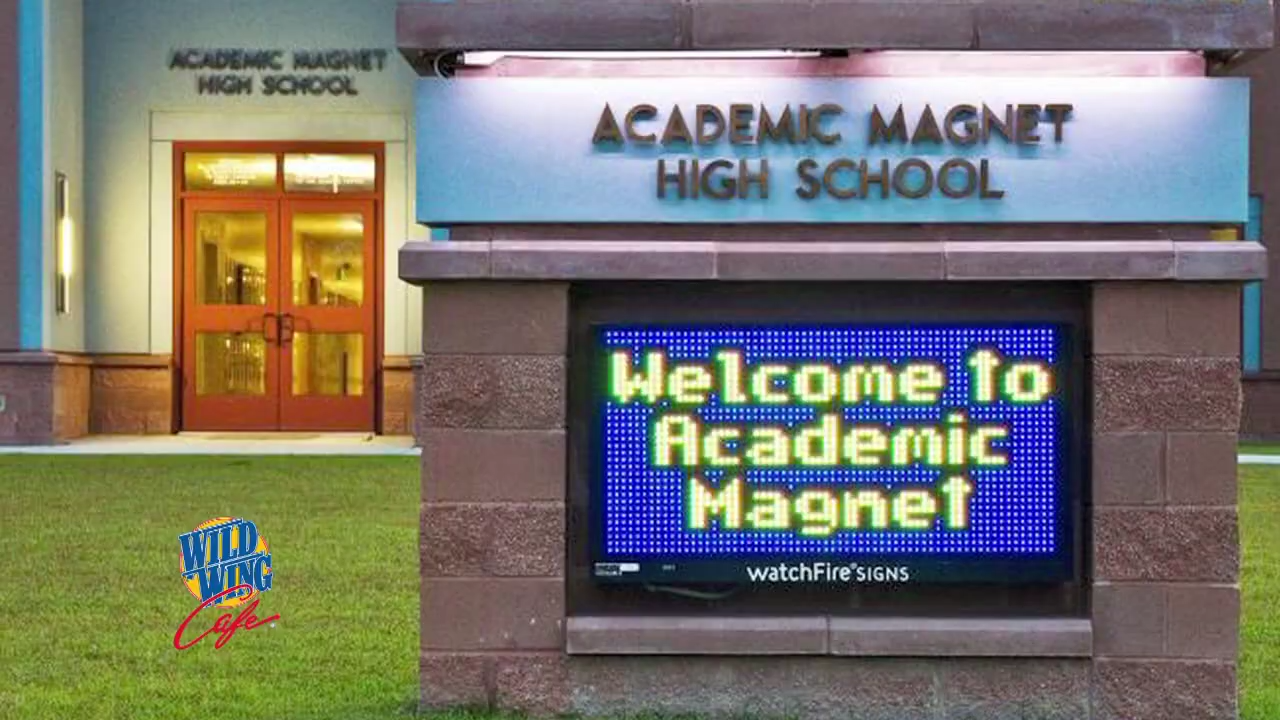 ACADEMIC MAGNET
HIGH SCHOOL
ACADEMIC MAGNET
HIGH SCHOOL
Welcome to
Academic
Magnet
watchFire®SIGNS
WILD
WING
Cafe